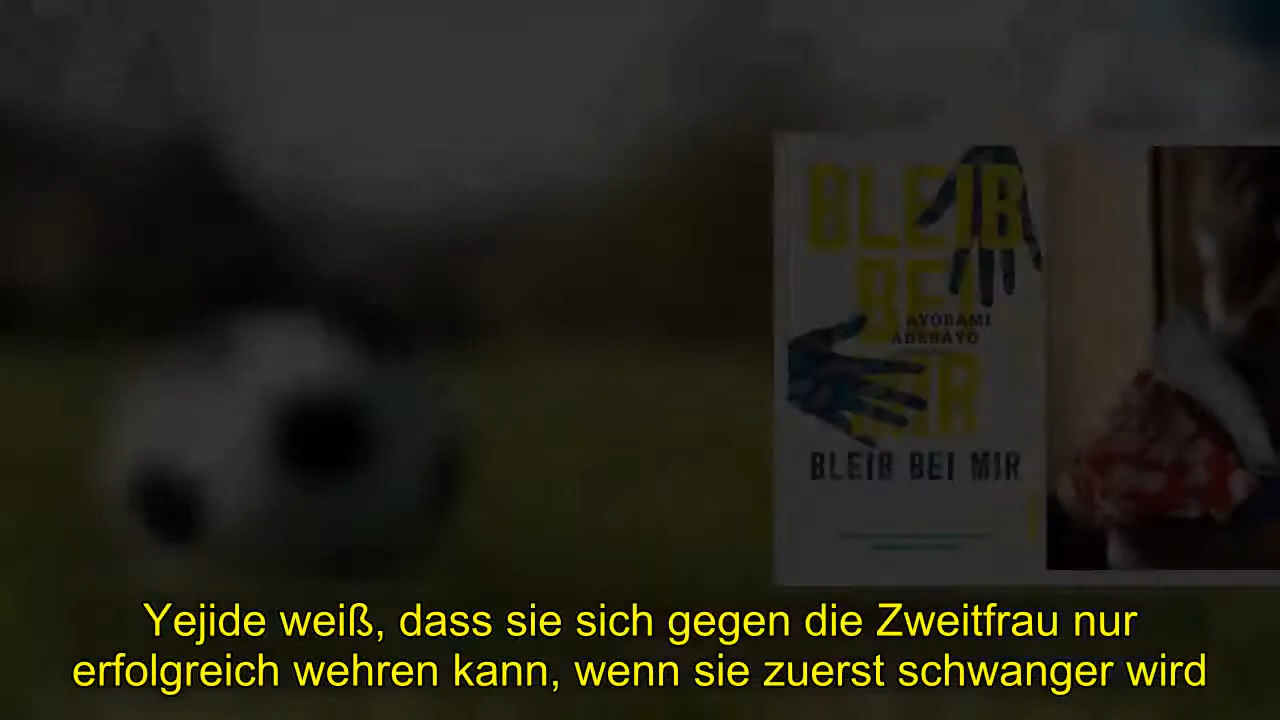 BLEIB
BEI
AYOBAMI
ADEBAYO
MIR
BLEIB BEI MIR
Yejide weiß, dass sie sich gegen die Zweitfrau nur
erfolgreich wehren kann, wenn sie zuerst schwanger wird